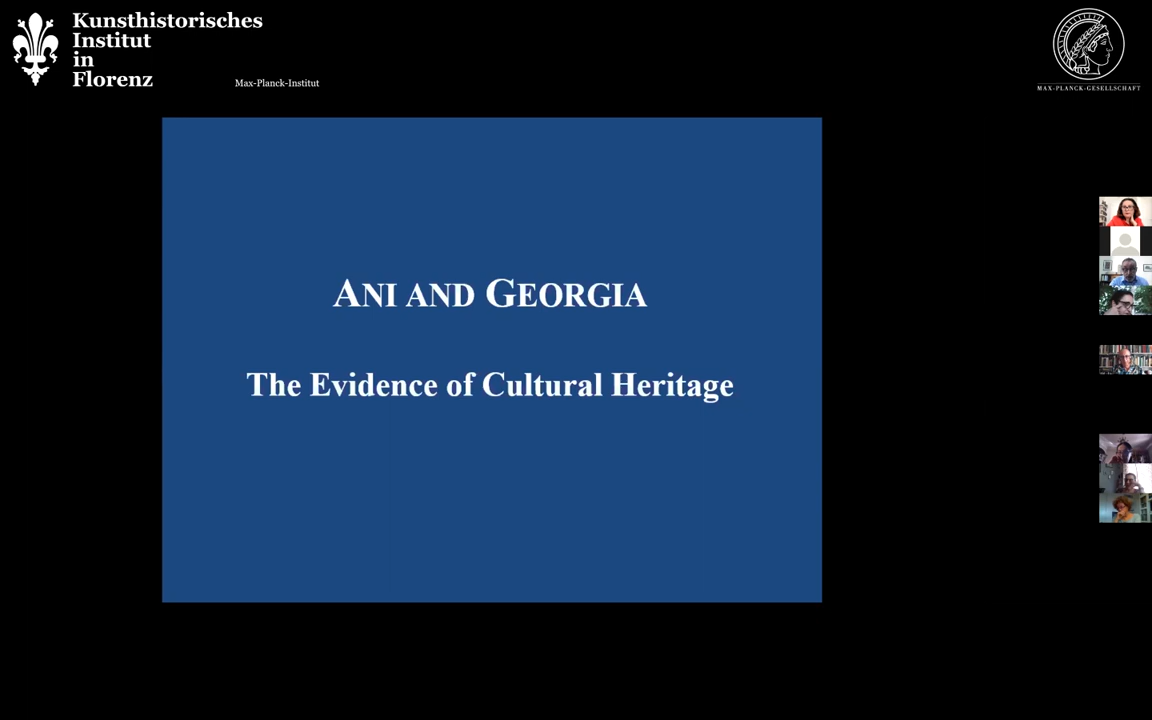 Kunsthistorisches
Institut
in
Florenz
Max-Planck-Institut
MAX-PLANCK-GESELLSCHAFT
ANI AND GEORGIA
The Evidence of Cultural Heritage